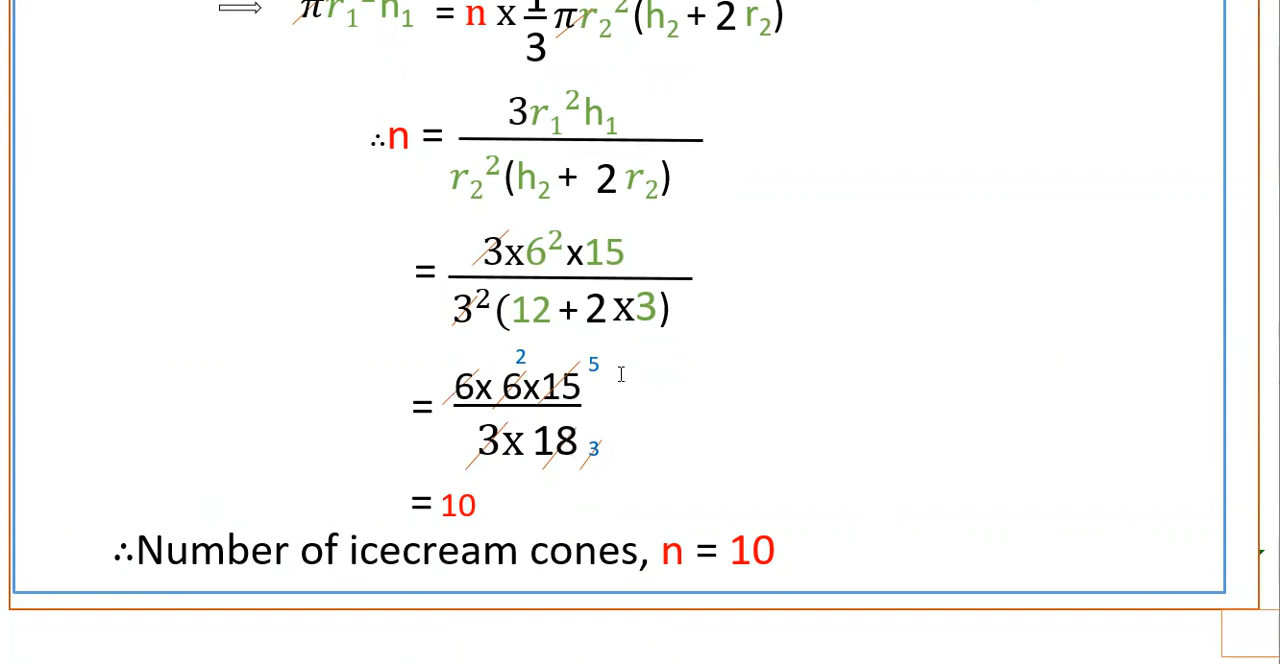 ⟹ πr₁²h₁ = n x 1/3 πr₂²(h₂ + 2 r₂)
∴n = 3r₁²h₁ / r₂²(h₂ + 2 r₂)
= 3x6²x15 / 3²(12 + 2 x3)
2 5
= 6x 6x15 / 3x 18 3
= 10
∴Number of icecream cones, n = 10